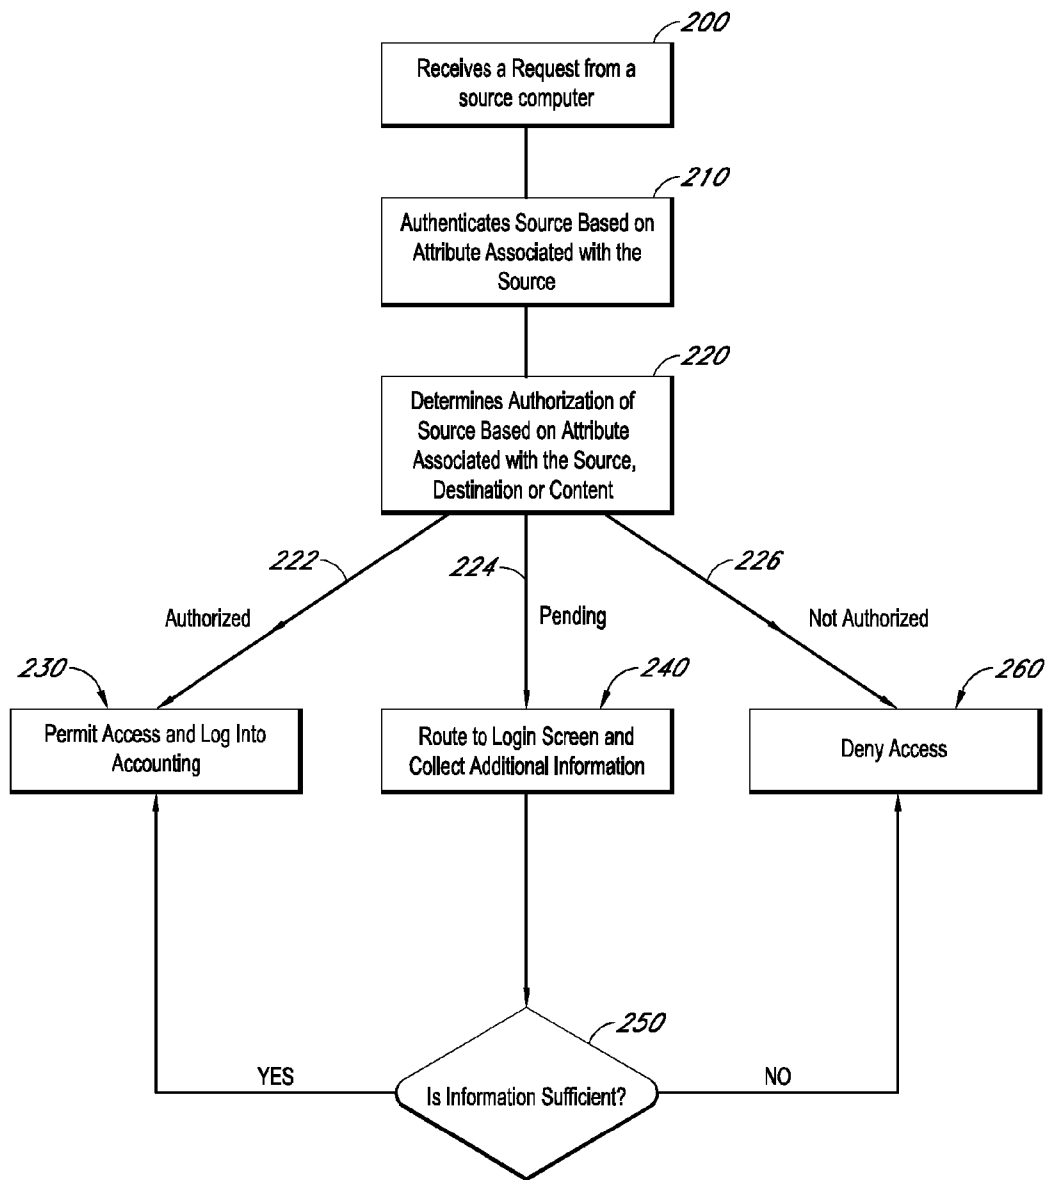 200
Receives a Request from a
source computer
210
Authenticates Source Based on
Attribute Associated with the
Source
220
Determines Authorization of
Source Based on Attribute
Associated with the Source,
Destination or Content
222
224
226
Authorized
Pending
Not Authorized
230
240
260
Permit Access and Log Into
Accounting
Route to Login Screen and
Collect Additional Information
Deny Access
250
YES
Is Information Sufficient?
NO